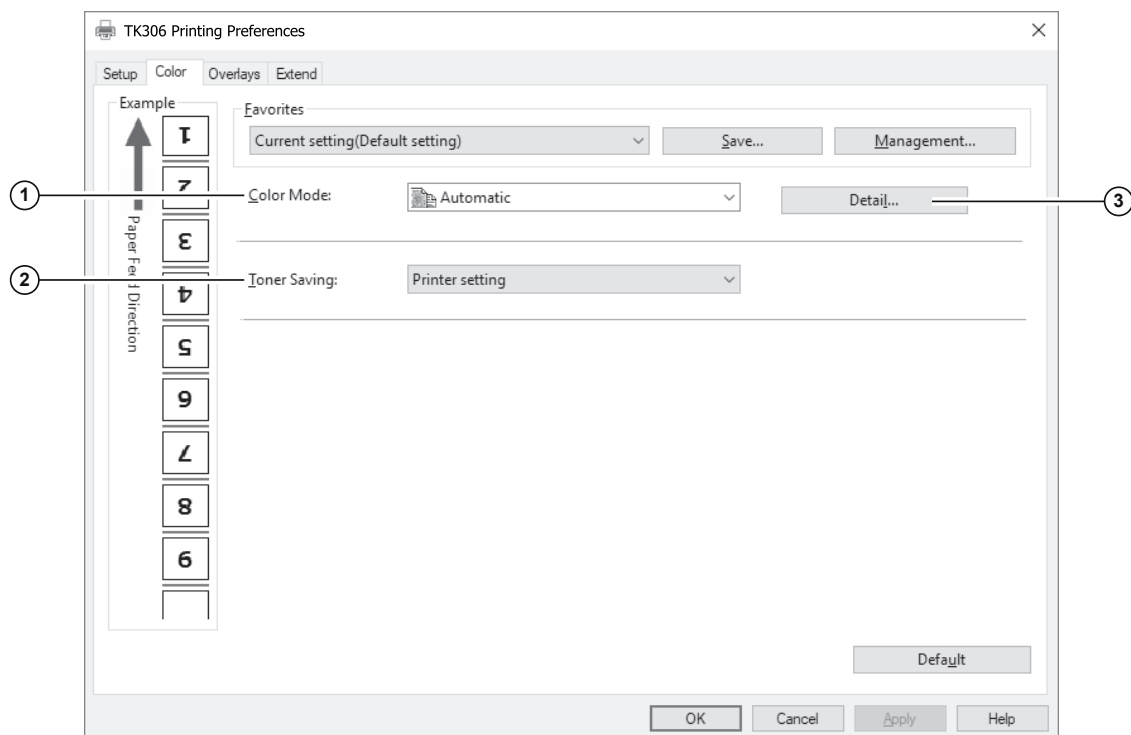 TK306 Printing Preferences
Setup Color Overlays Extend
Example
Favorites
Current setting(Default setting) Save... Management...
1 Color Mode: Automatic Detail... 3
2 Toner Saving: Printer setting
Paper Feed Direction
1
2
3
4
5
6
7
8
9
Default
OK Cancel Apply Help